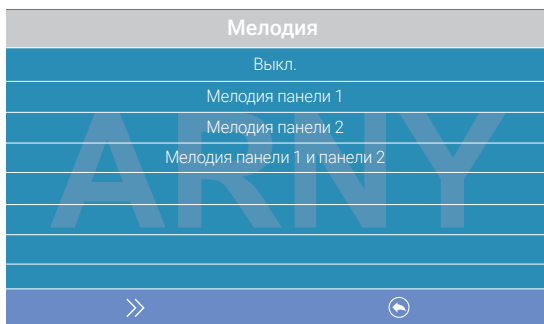 Мелодия
Выкл.
Мелодия панели 1
Мелодия панели 2
Мелодия панели 1 и панели 2
ARNY